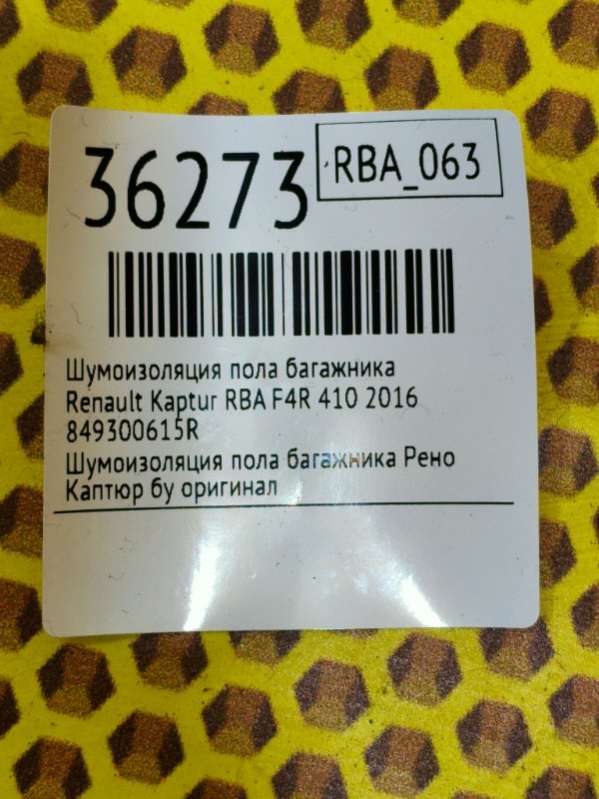 36273
RBA_063
Шумоизоляция пола багажника
Renault Kaptur RBA F4R 410 2016
849300615R
Шумоизоляция пола багажника Рено
Каптюр бу оригинал